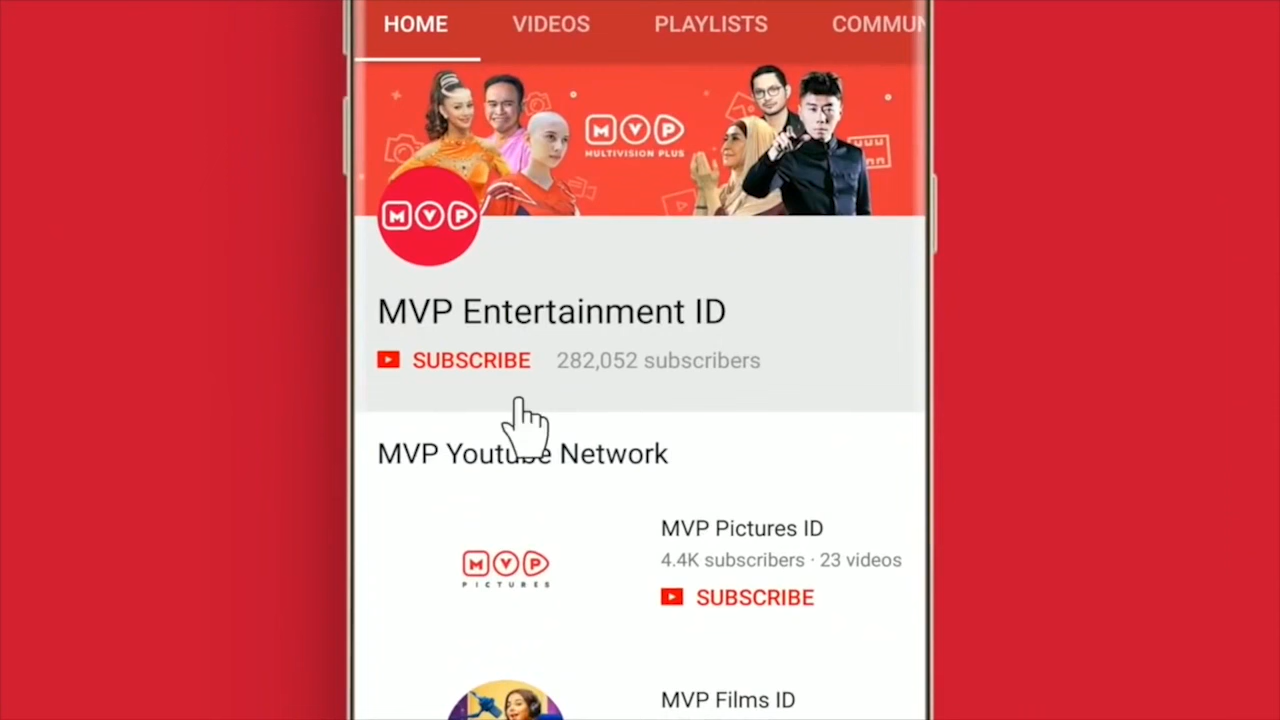 HOME VIDEOS PLAYLISTS COMMUN
MVP
MULTIVISION PLUS
MVP
MVP Entertainment ID
SUBSCRIBE 282,052 subscribers
MVP Youtube Network
MVP
PICTURES
MVP Pictures ID
4.4K subscribers · 23 videos
SUBSCRIBE
MVP Films ID